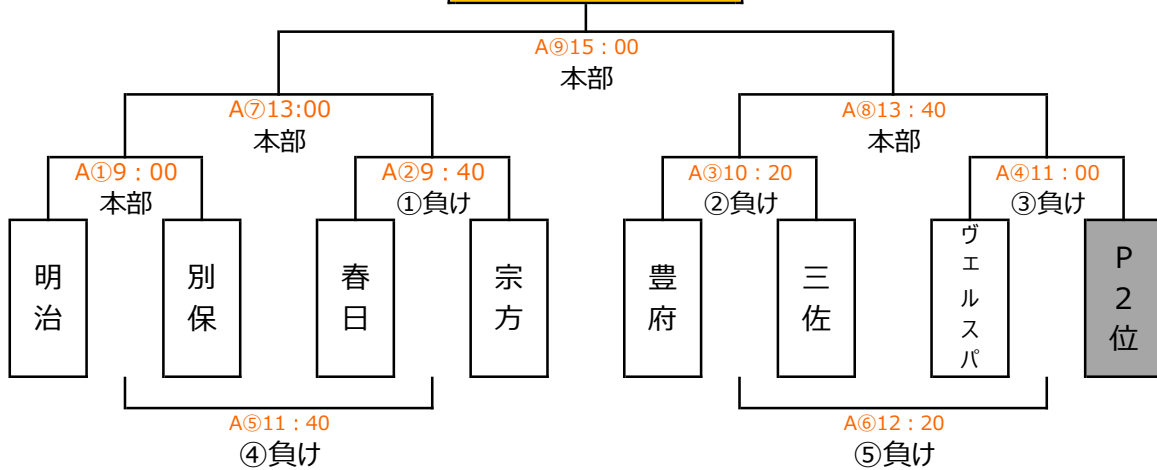 A⑨15：00
本部
A⑦13:00
本部
A⑧13：40
本部
A①9：00
本部
A②9：40
①負け
A③10：20
②負け
A④11：00
③負け
明治
別保
春日
宗方
豊府
三佐
ヴェルスパ
P2位
A⑤11：40
④負け
A⑥12：20
⑤負け